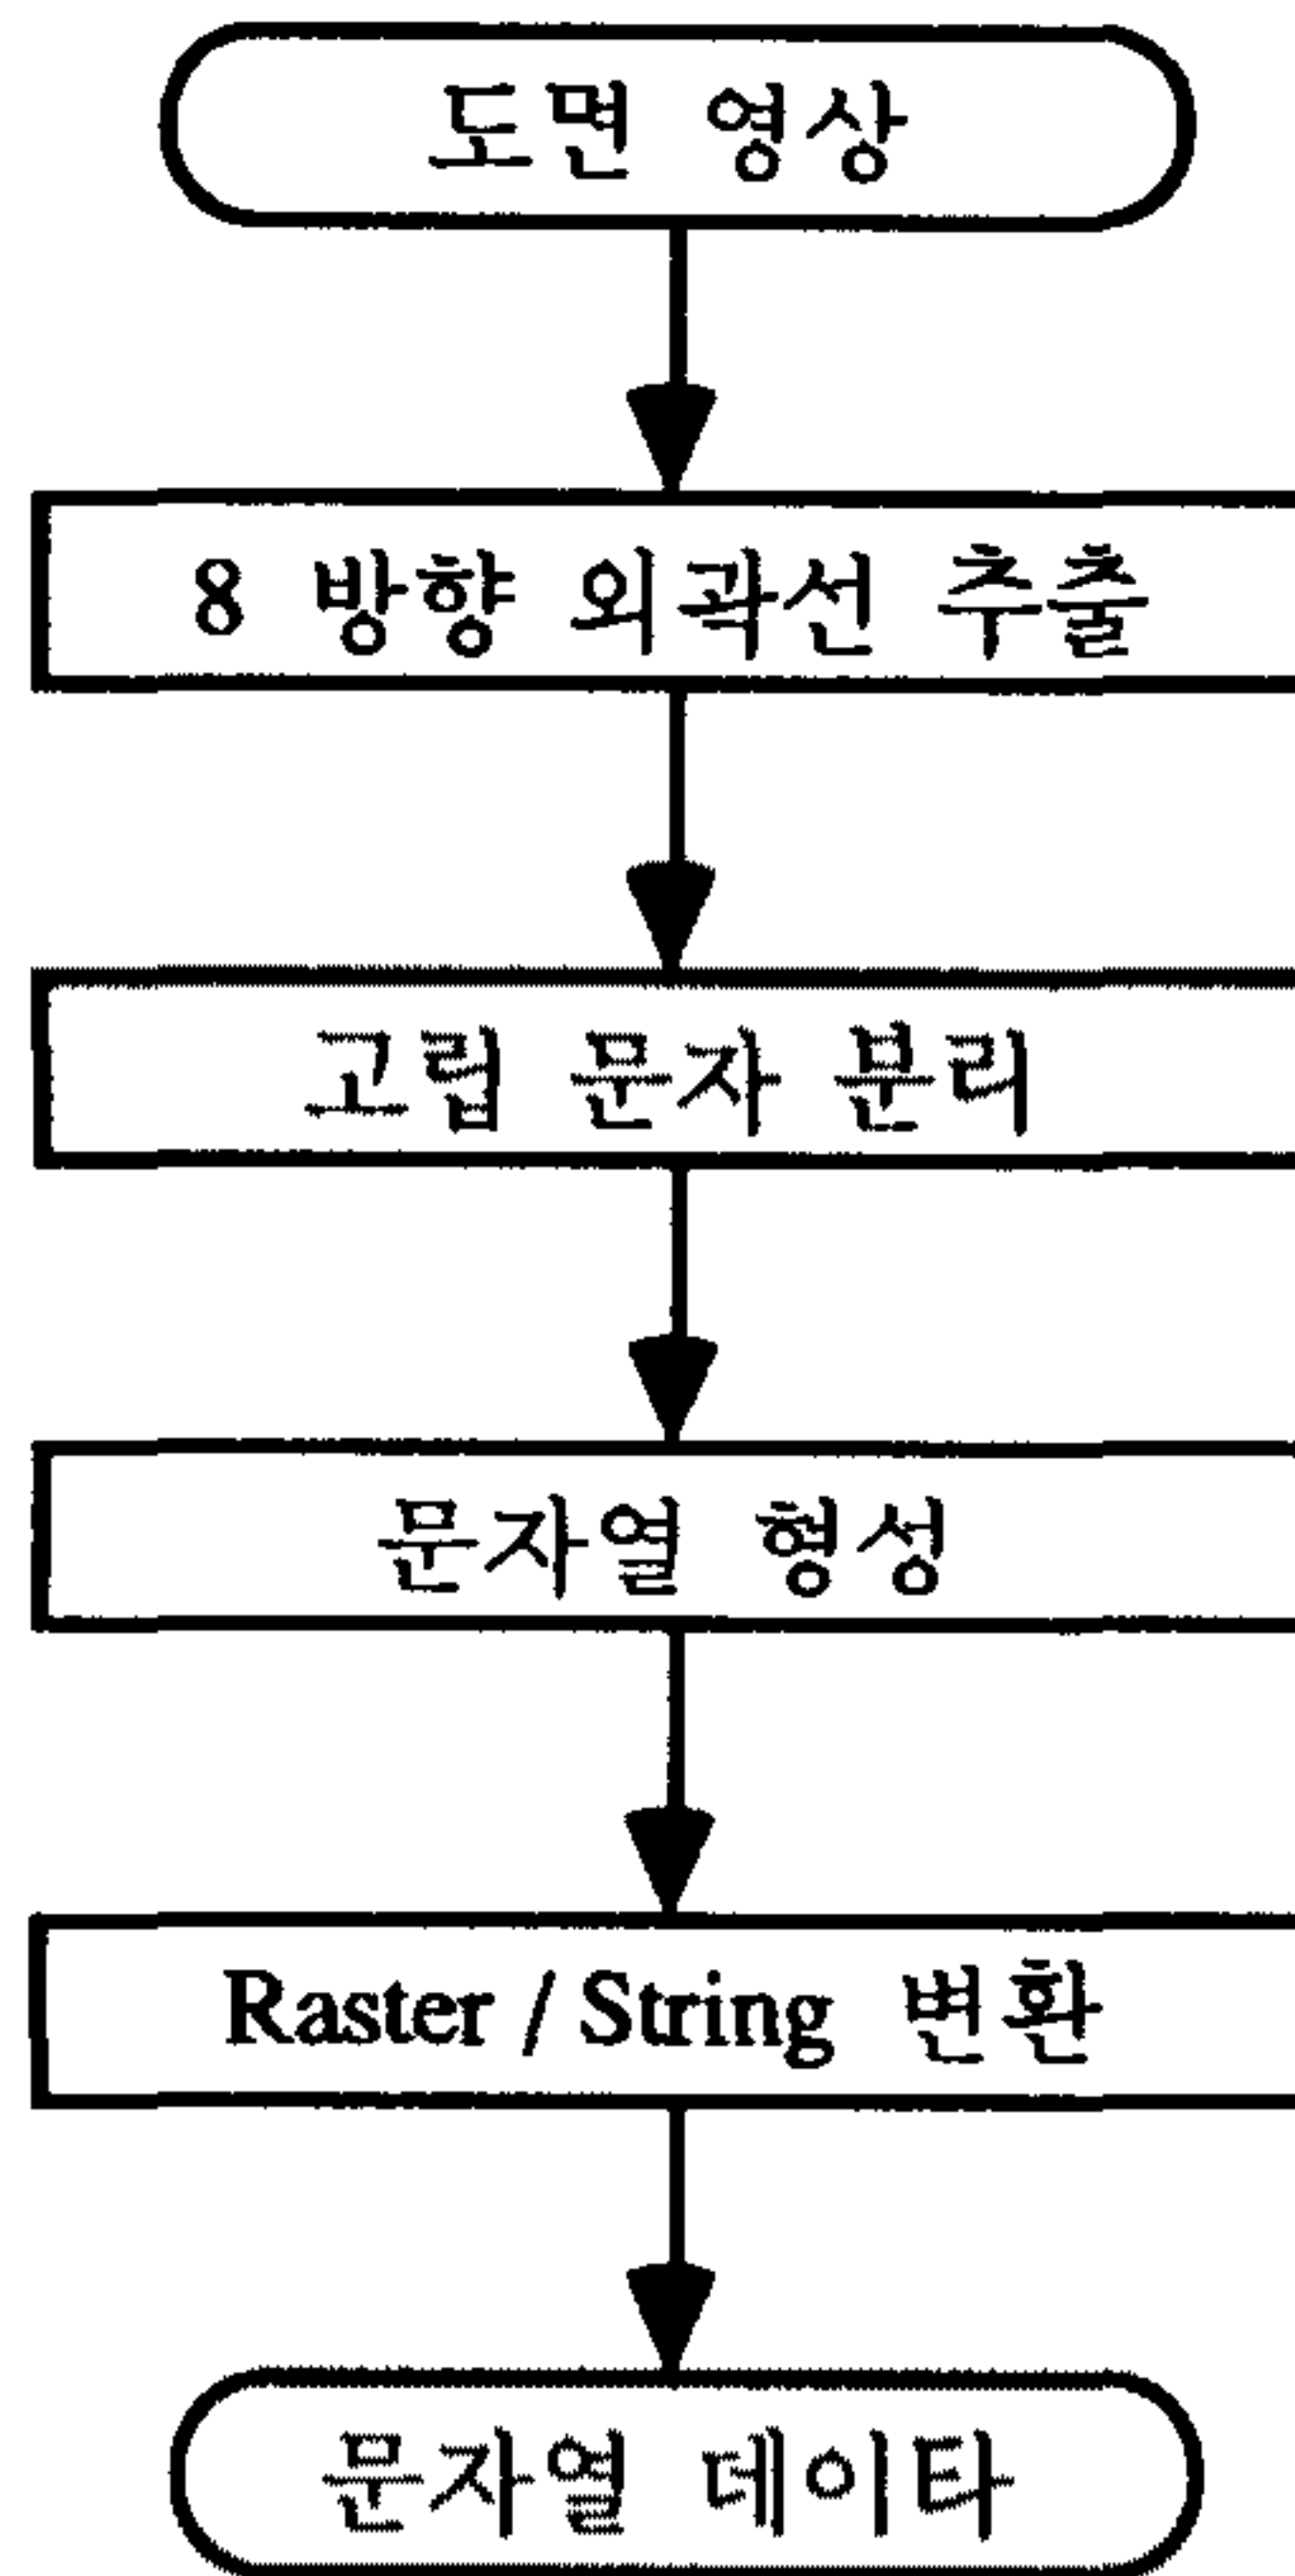 도면 영상
8 방향 외곽선 추출
고립 문자 분리
문자열 형성
Raster / String 변환
문자열 데이타